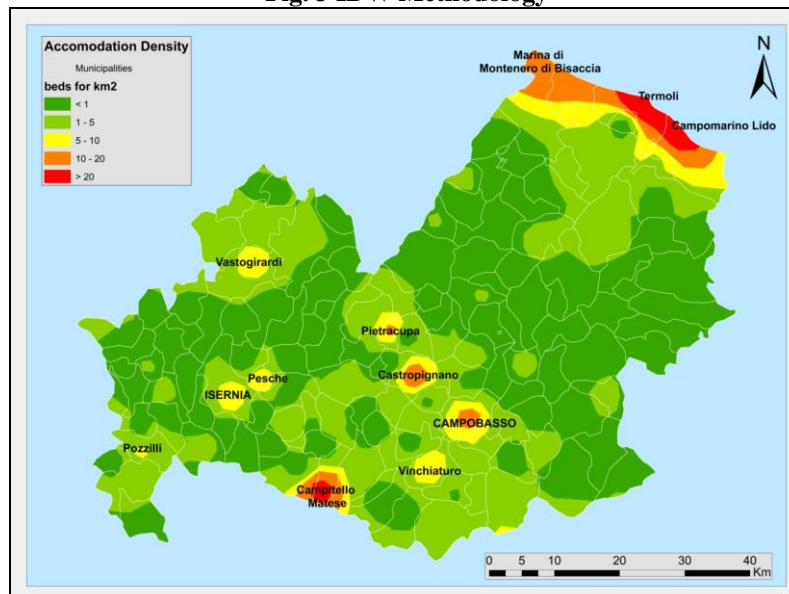 Fig. 3 IDW Methodology
Accomodation Density
Municipalities
beds for km2
< 1
1 - 5
5 - 10
10 - 20
> 20
Marina di
Montenero di Bisaccia
N
Termoli
Campomarino Lido
Vastogirardi
Pietracupa
Pesche
Castropignano
ISERNIA
CAMPOBASSO
Pozzilli
Vinchiaturo
Campitello
Matese
0 5 10 20 30 40
Km